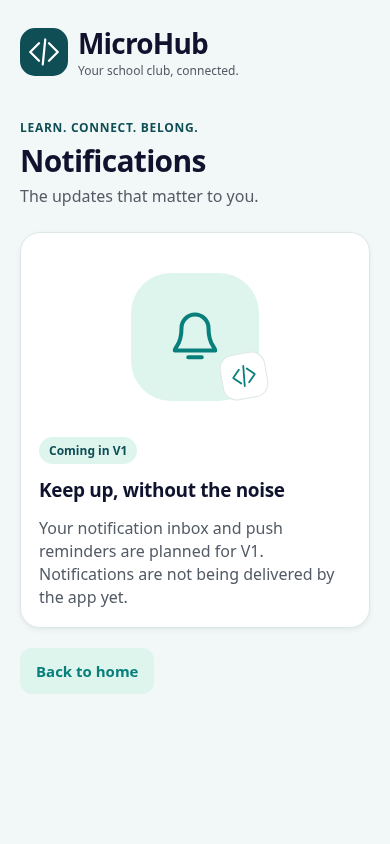 MicroHub
Your school club, connected.
LEARN. CONNECT. BELONG.
Notifications
The updates that matter to you.
Coming in V1
Keep up, without the noise
Your notification inbox and push
reminders are planned for V1.
Notifications are not being delivered by
the app yet.
Back to home